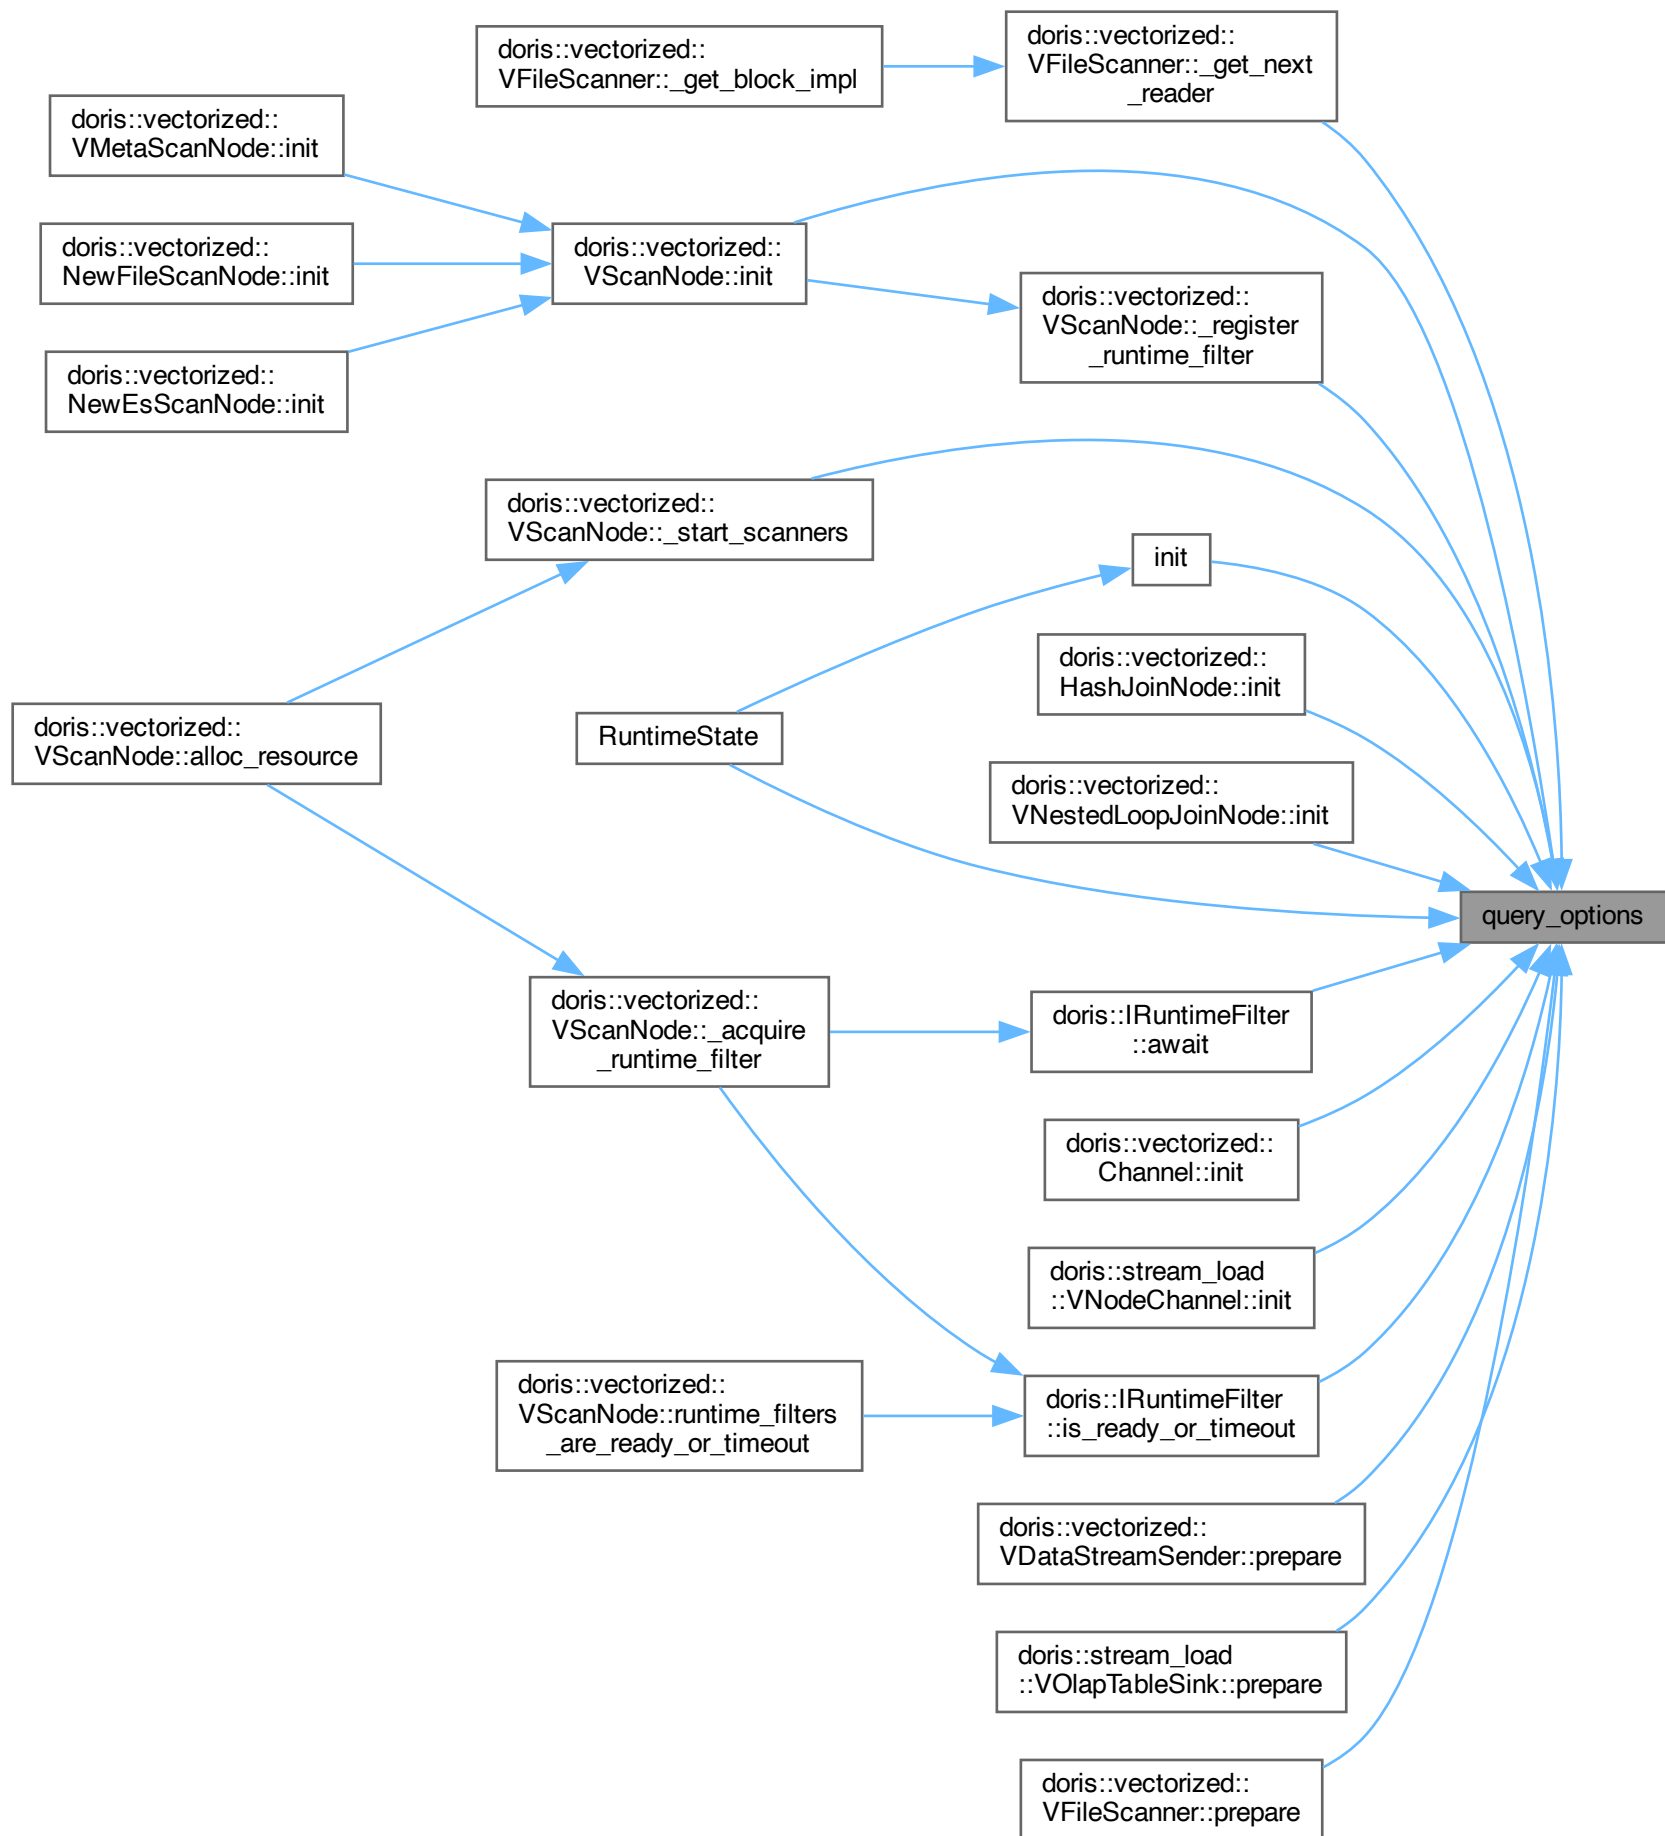 doris::vectorized::
VFileScanner::_get_block_impl
doris::vectorized::
VFileScanner::_get_next
_reader
doris::vectorized::
VMetaScanNode::init
doris::vectorized::
NewFileScanNode::init
doris::vectorized::
VScanNode::init
doris::vectorized::
VScanNode::_register
_runtime_filter
doris::vectorized::
NewEsScanNode::init
doris::vectorized::
VScanNode::_start_scanners
init
doris::vectorized::
HashJoinNode::init
doris::vectorized::
VScanNode::alloc_resource
RuntimeState
doris::vectorized::
VNestedLoopJoinNode::init
query_options
doris::vectorized::
VScanNode::_acquire
_runtime_filter
doris::IRuntimeFilter
::await
doris::vectorized::
Channel::init
doris::stream_load
::VNodeChannel::init
doris::vectorized::
VScanNode::runtime_filters
_are_ready_or_timeout
doris::IRuntimeFilter
::is_ready_or_timeout
doris::vectorized::
VDataStreamSender::prepare
doris::stream_load
::VOlapTableSink::prepare
doris::vectorized::
VFileScanner::prepare